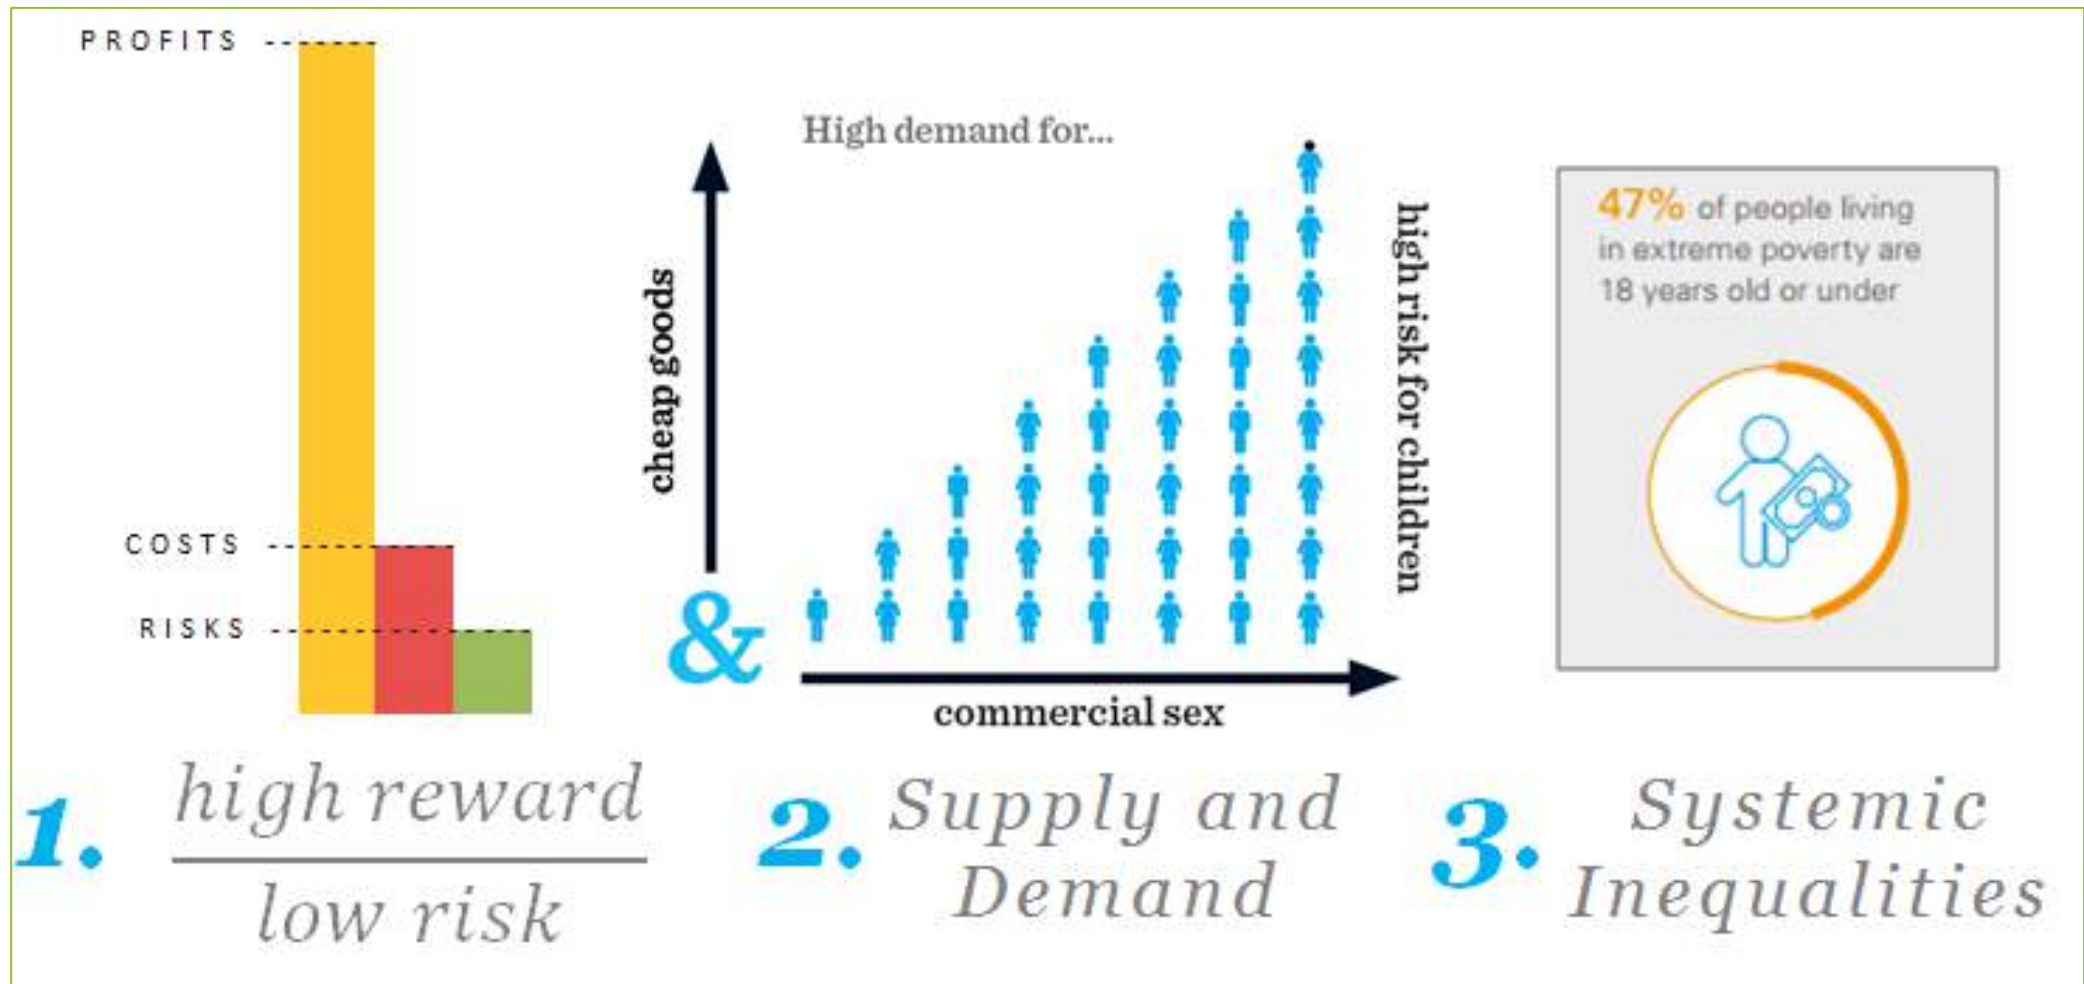 PROFITS
COSTS
RISKS
1.
high reward
low risk
High demand for...
cheap goods
&
commercial sex
high risk for children
2.
Supply and
Demand
47% of people living
in extreme poverty are
18 years old or under
3.
Systemic
Inequalities